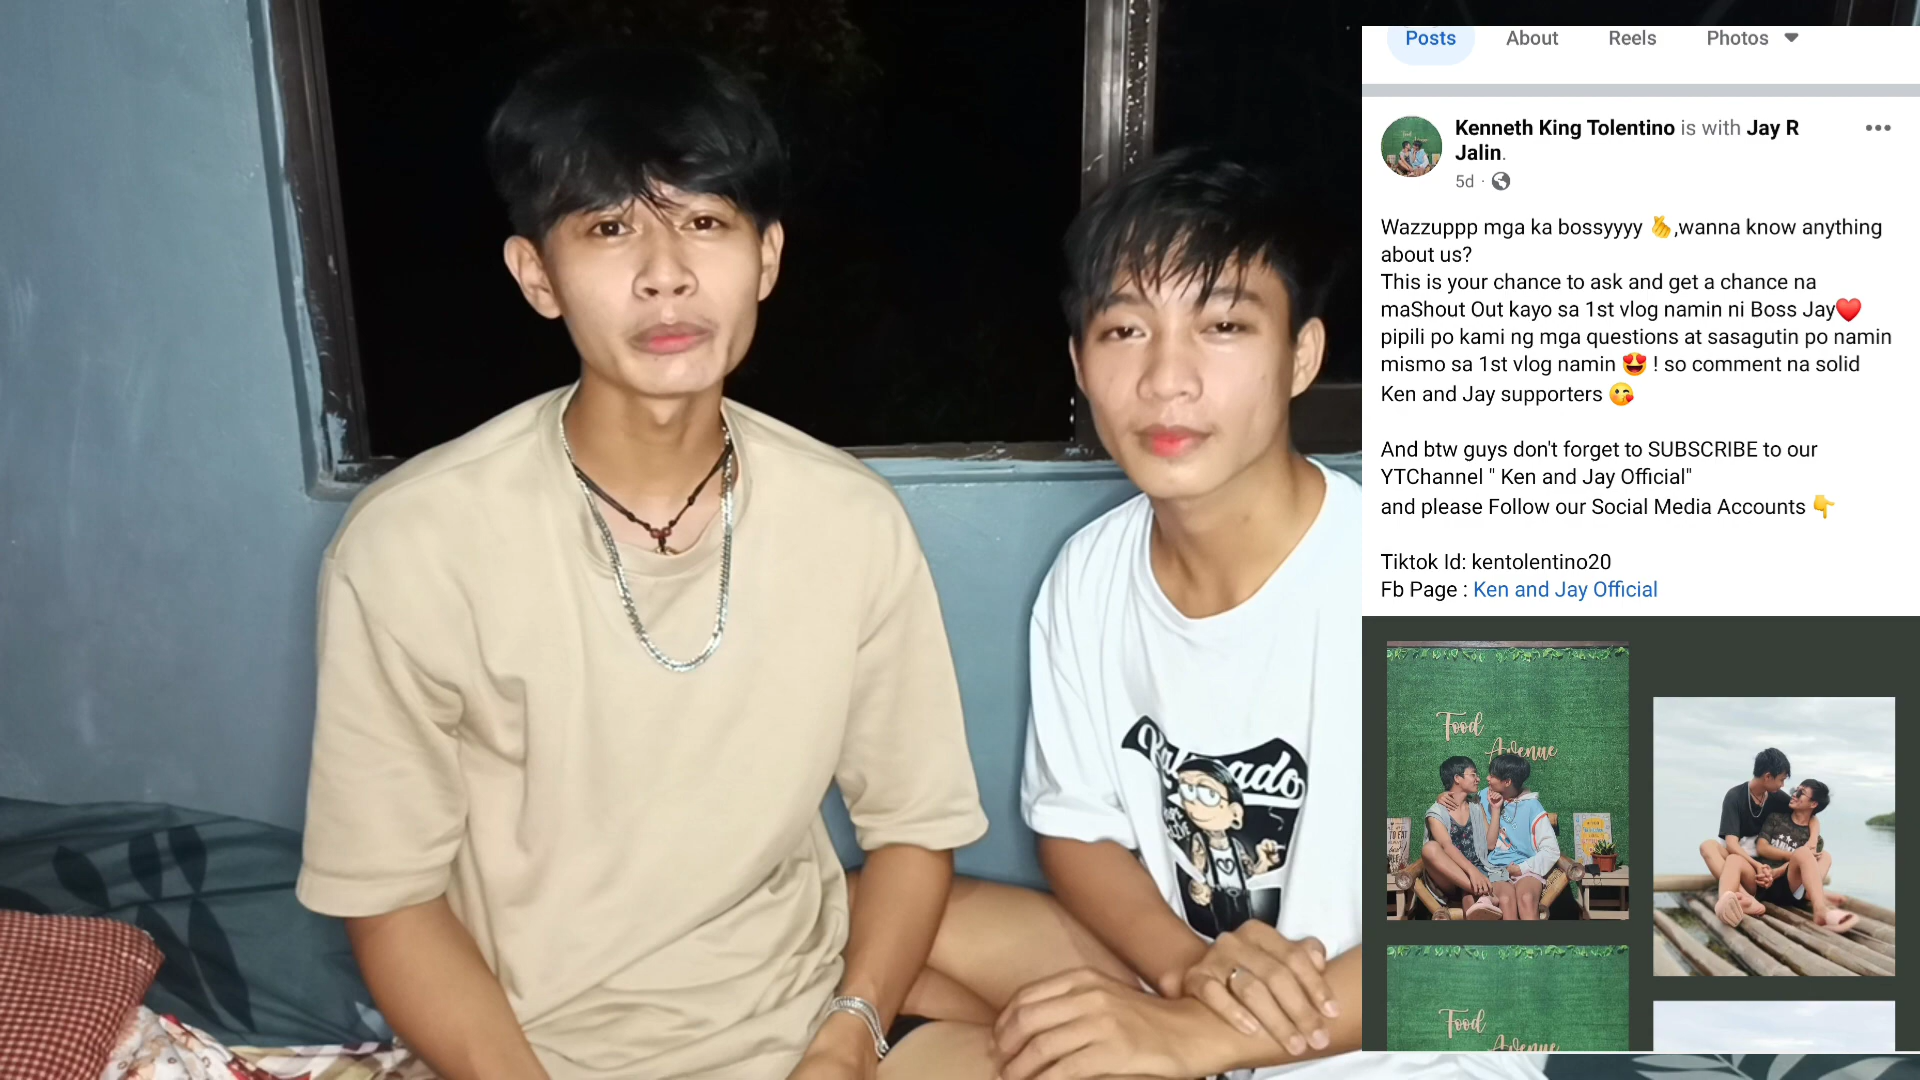 Posts About Reels Photos
Kenneth King Tolentino is with Jay R
Jalin.
5d ·
Wazzuppp mga ka bossyyyy 🫰,wanna know anything
about us?
This is your chance to ask and get a chance na
maShout Out kayo sa 1st vlog namin ni Boss Jay❤️
pipili po kami ng mga questions at sasagutin po namin
mismo sa 1st vlog namin 😍 ! so comment na solid
Ken and Jay supporters 😘
And btw guys don't forget to SUBSCRIBE to our
YTChannel " Ken and Jay Official"
and please Follow our Social Media Accounts 👇
Tiktok Id: kentolentino20
Fb Page : Ken and Jay Official
Food
Avenue
Food
Avenue